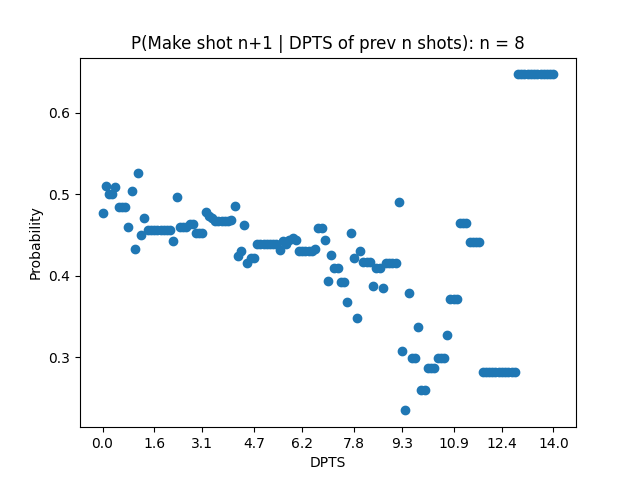 P(Make shot n+1 | DPTS of prev n shots): n = 8
Probability
0.6
0.5
0.4
0.3
0.0 1.6 3.1 4.7 6.2 7.8 9.3 10.9 12.4 14.0
DPTS